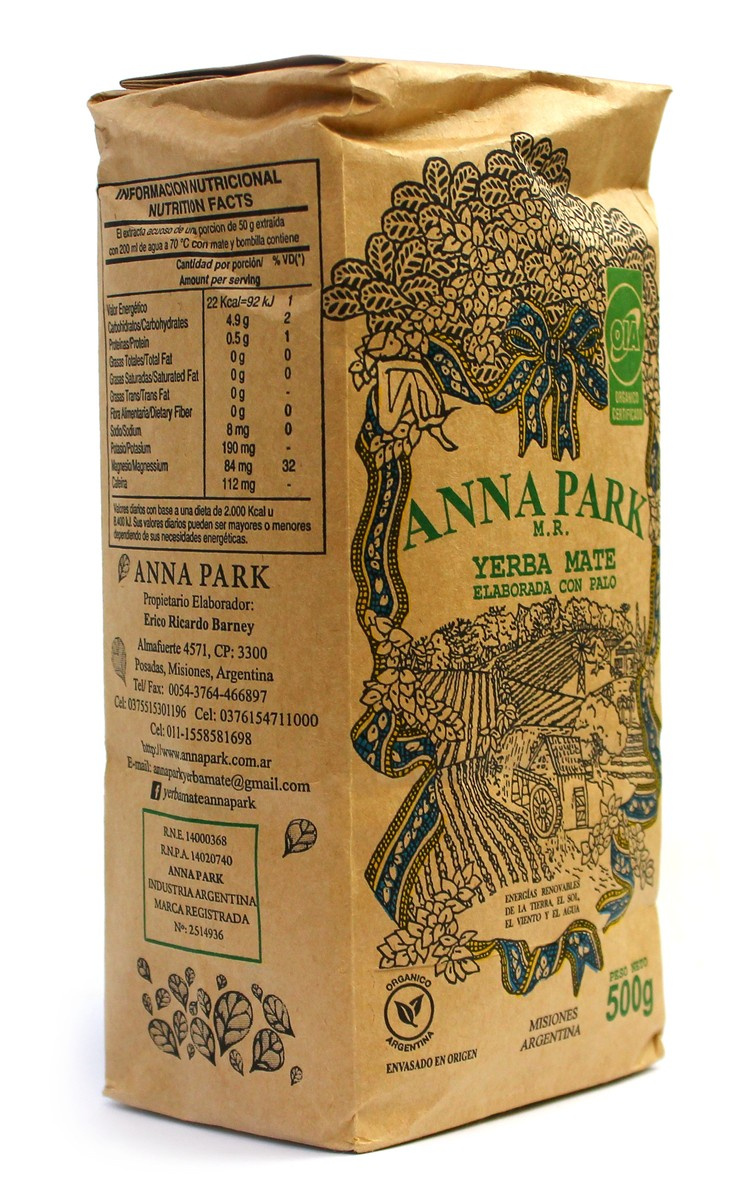 INFORMACION NUTRICIONAL
NUTRITION FACTS
El extracto acuoso de una porcion de 50 g extraida
con 200 ml de agua a 70 °C con mate y bombilla contiene
Cantidad por porción/ % VD(*)
Amount per serving
Valor Energético 22 Kcal=92 kJ 1
Carbohidratos/Carbohydrates 4.9 g 2
Proteínas/Protein 0.5 g 1
Grasas Totales/Total Fat 0 g 0
Grasas Saturadas/Saturated Fat 0 g 0
Grasas Trans/Trans Fat 0 g -
Fibra Alimentaria/Dietary Fiber 0 g 0
Sodio/Sodium 8 mg 0
Potasio/Potasium 190 mg -
Magnesio/Magnessium 84 mg 32
Cafeína 112 mg -
Valores diarios con base a una dieta de 2.000 Kcal u
8.400 kJ. Sus valores diarios pueden ser mayores o menores
dependiendo de sus necesidades energéticas.
ANNA PARK
Propietario Elaborador:
Erico Ricardo Barney
Almafuerte 4571, CP: 3300
Posadas, Misiones, Argentina
Tel/ Fax: 0054-3764-466897
Cel: 0375515301196 Cel: 0376154711000
Cel: 011-1558581698
http://www.annapark.com.ar
E-mail: annaparkyerbamate@gmail.com
f yerbamateannapark
R.N.E. 14000368
R.N.P.A. 14020740
ANNA PARK
INDUSTRIA ARGENTINA
MARCA REGISTRADA
Nº: 2514936
OIA
ORGANICO
CERTIFICADO
ANNA PARK
M.R.
YERBA MATE
ELABORADA CON PALO
ENERGÍAS RENOVABLES
DE LA TIERRA, EL SOL,
EL VIENTO Y EL AGUA
ORGANICO
ARGENTINA
ENVASADO EN ORIGEN
MISIONES
ARGENTINA
PESO NETO
500g